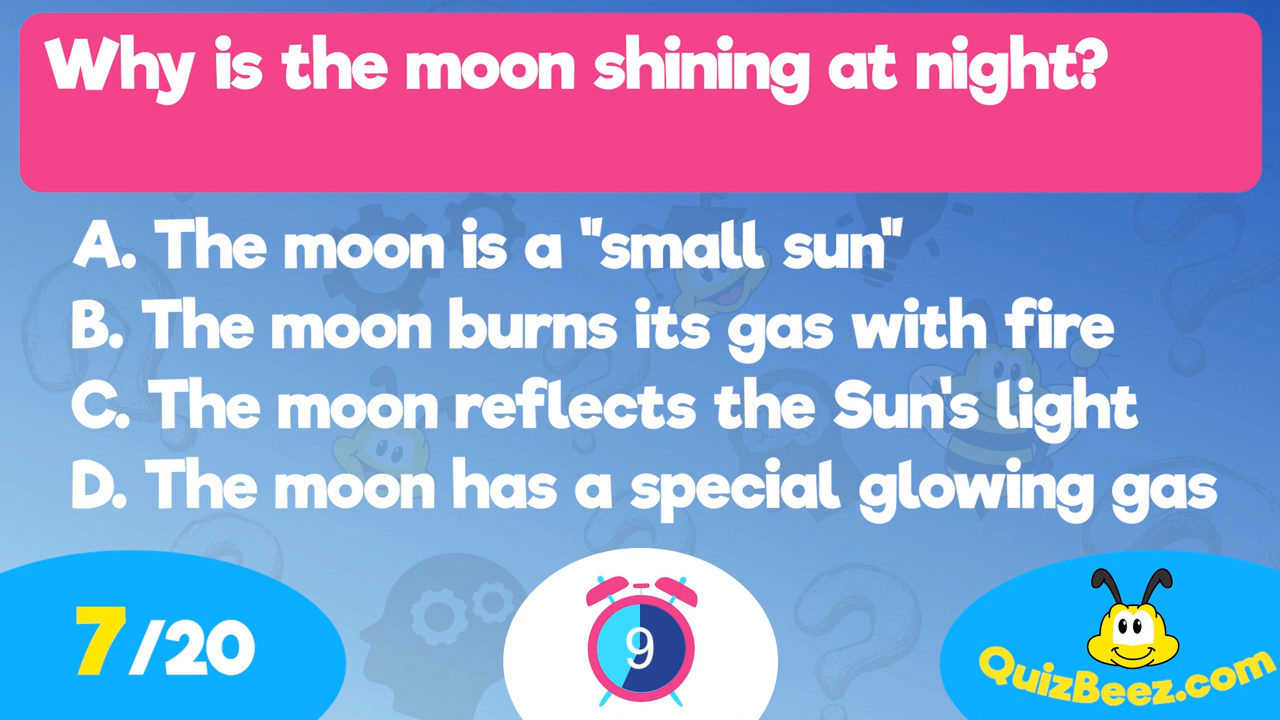 Why is the moon shining at night?
A. The moon is a "small sun"
B. The moon burns its gas with fire
C. The moon reflects the Sun's light
D. The moon has a special glowing gas
7/20
9
QuizBeez.com